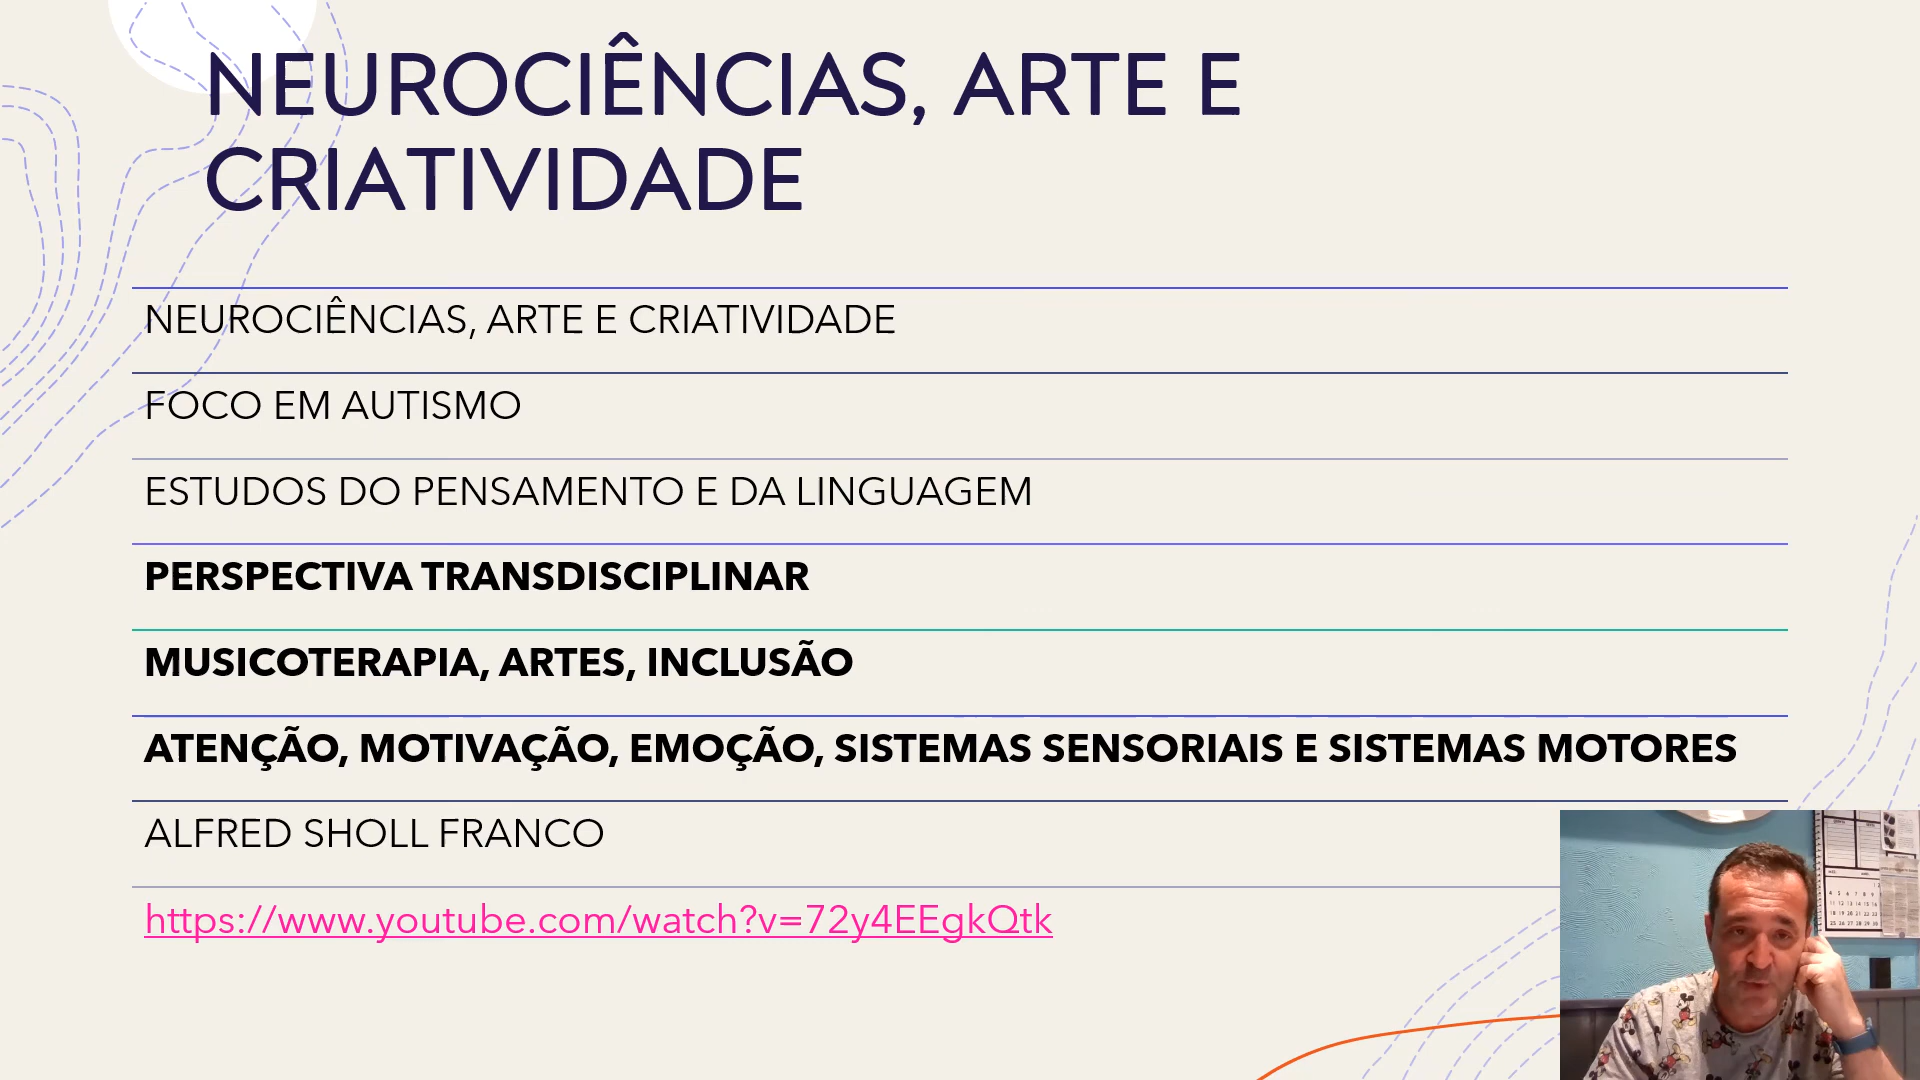 NEUROCIÊNCIAS, ARTE E
CRIATIVIDADE
NEUROCIÊNCIAS, ARTE E CRIATIVIDADE
FOCO EM AUTISMO
ESTUDOS DO PENSAMENTO E DA LINGUAGEM
PERSPECTIVA TRANSDISCIPLINAR
MUSICOTERAPIA, ARTES, INCLUSÃO
ATENÇÃO, MOTIVAÇÃO, EMOÇÃO, SISTEMAS SENSORIAIS E SISTEMAS MOTORES
ALFRED SHOLL FRANCO
https://www.youtube.com/watch?v=72y4EEgkQtk